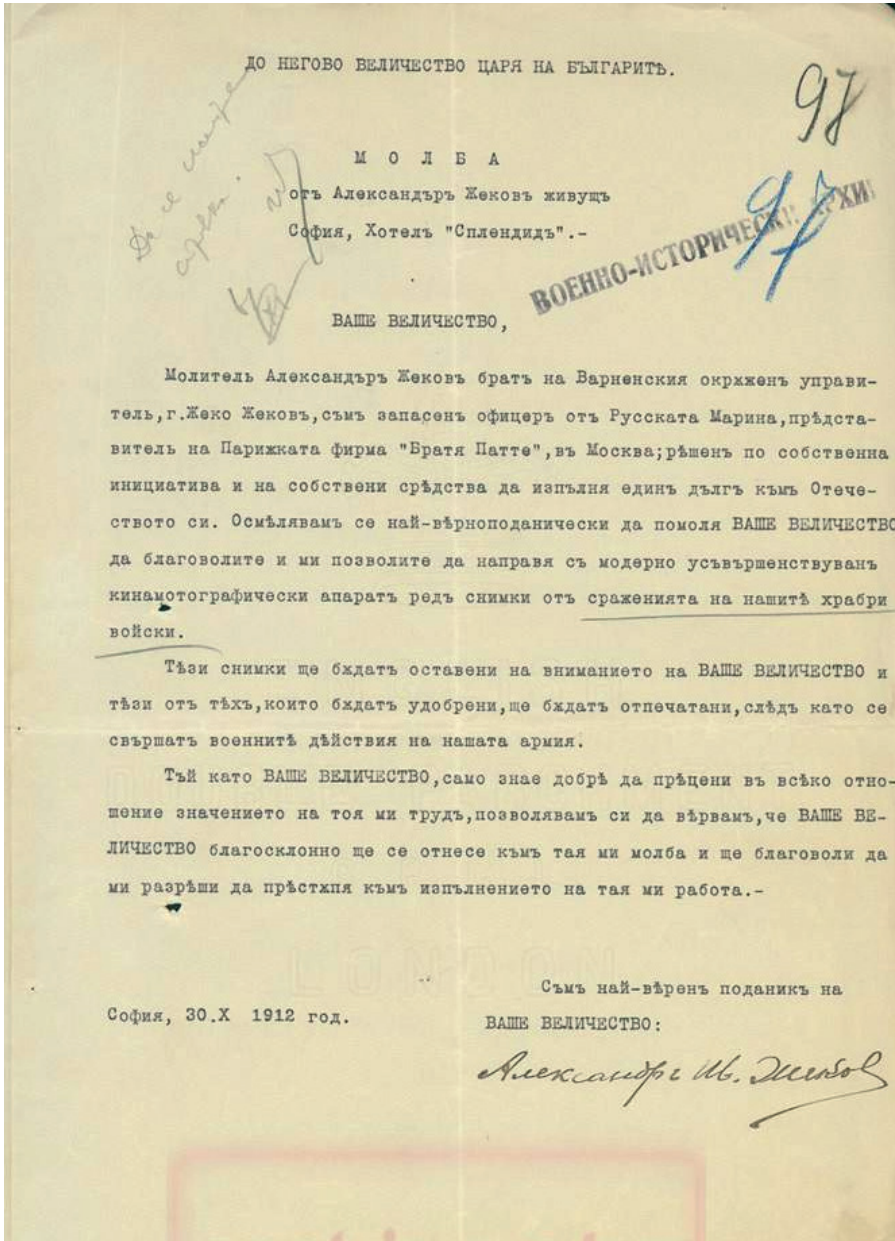 ДО НЕГОВО ВЕЛИЧЕСТВО ЦАРЯ НА БЪЛГАРИТѢ.
97
М О Л Б А
отъ Александъръ Жековъ живущъ
97
София, Хотелъ "Сплендидъ".-
ВОЕННО-ИСТОРИЧЕСКИ АРХИ
ВАШЕ ВЕЛИЧЕСТВО,
Молитель Александъръ Жековъ братъ на Варненския окрѫженъ управи-
тель,г.Жеко Жековъ,съмъ запасенъ офицеръ отъ Русската Марина,прѣдста-
витель на Парижката фирма "Братя Патте",въ Москва;рѣшенъ по собственна
инициатива и на собствени срѣдства да изпълня единъ дългъ къмъ Отече-
ството си. Осмѣлявамъ се най-вѣрноподанически да помоля ВАШЕ ВЕЛИЧЕСТВО
да благоволите и ми позволите да направя съ модерно усъвършенствуванъ
кинамотографически апаратъ редъ снимки отъ сраженията на нашитѣ храбри
войски.
Тѣзи снимки ще бѫдатъ оставени на вниманието на ВАШЕ ВЕЛИЧЕСТВО и
тѣзи отъ тѣхъ,които бѫдатъ удобрени,ще бѫдатъ отпечатани,слѣдъ като се
свършатъ военнитѣ дѣйствия на нашата армия.
Тъй като ВАШЕ ВЕЛИЧЕСТВО,само знае добрѣ да прѣцени въ всѣко отно-
шение значението на тоя ми трудъ,позволявамъ си да вѣрвамъ,че ВАШЕ ВЕ-
ЛИЧЕСТВО благосклонно ще се отнесе къмъ тая ми молба и ще благоволи да
ми разрѣши да прѣстѫпя къмъ изпълнението на тая ми работа.-
Съмъ най-вѣренъ поданикъ на
София, 30.X 1912 год.
ВАШЕ ВЕЛИЧЕСТВО:
Александръ Ив. Жековъ